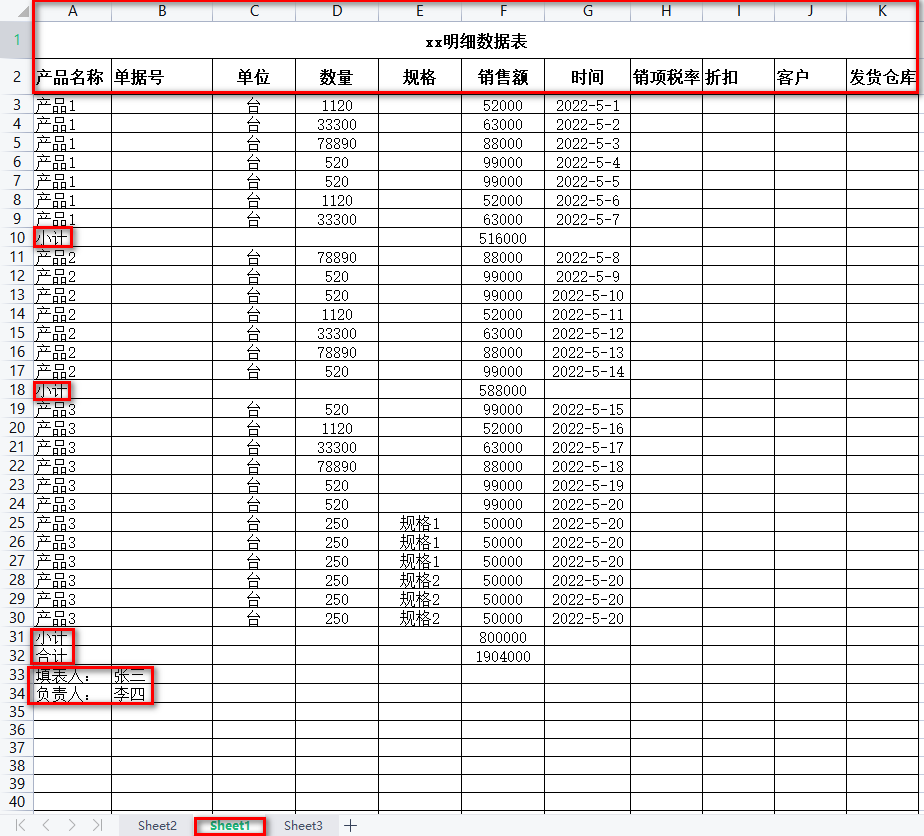 A B C D E F G H I J K
1 xx明细数据表
2 产品名称 单据号 单位 数量 规格 销售额 时间 销项税率 折扣 客户 发货仓库
3 产品1 台 1120 52000 2022-5-1
4 产品1 台 33300 63000 2022-5-2
5 产品1 台 78890 88000 2022-5-3
6 产品1 台 520 99000 2022-5-4
7 产品1 台 520 99000 2022-5-5
8 产品1 台 1120 52000 2022-5-6
9 产品1 台 33300 63000 2022-5-7
10 小计 516000
11 产品2 台 78890 88000 2022-5-8
12 产品2 台 520 99000 2022-5-9
13 产品2 台 520 99000 2022-5-10
14 产品2 台 1120 52000 2022-5-11
15 产品2 台 33300 63000 2022-5-12
16 产品2 台 78890 88000 2022-5-13
17 产品2 台 520 99000 2022-5-14
18 小计 588000
19 产品3 台 520 99000 2022-5-15
20 产品3 台 1120 52000 2022-5-16
21 产品3 台 33300 63000 2022-5-17
22 产品3 台 78890 88000 2022-5-18
23 产品3 台 520 99000 2022-5-19
24 产品3 台 520 99000 2022-5-20
25 产品3 台 250 规格1 50000 2022-5-20
26 产品3 台 250 规格1 50000 2022-5-20
27 产品3 台 250 规格1 50000 2022-5-20
28 产品3 台 250 规格2 50000 2022-5-20
29 产品3 台 250 规格2 50000 2022-5-20
30 产品3 台 250 规格2 50000 2022-5-20
31 小计 800000
32 合计 1904000
33 填表人： 张三
34 负责人： 李四
35
36
37
38
39
40
Sheet2 Sheet1 Sheet3